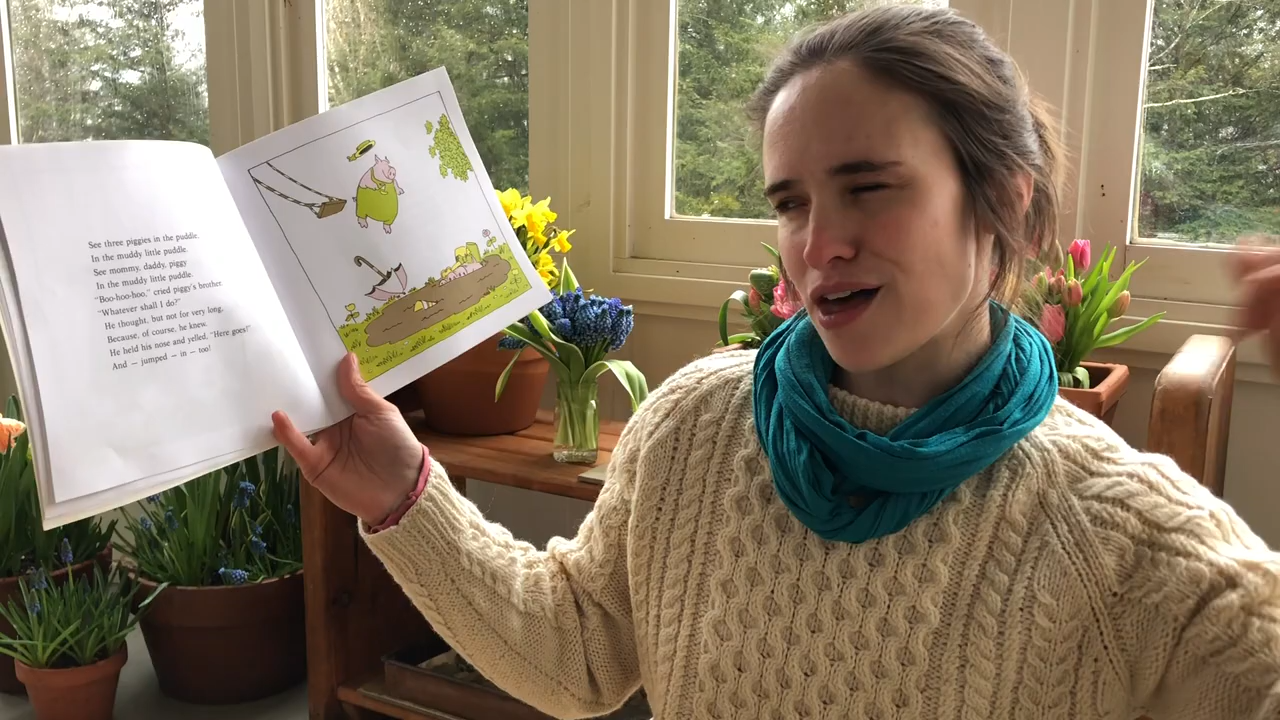 See three piggies in the puddle,
In the muddy little puddle.
See mommy, daddy, piggy
In the muddy little puddle.
"Boo-hoo-hoo," cried piggy's brother.
"Whatever shall I do?"
He thought, but not for very long,
Because, of course, he knew.
He held his nose and yelled, "Here goes!"
And — jumped — in — too!